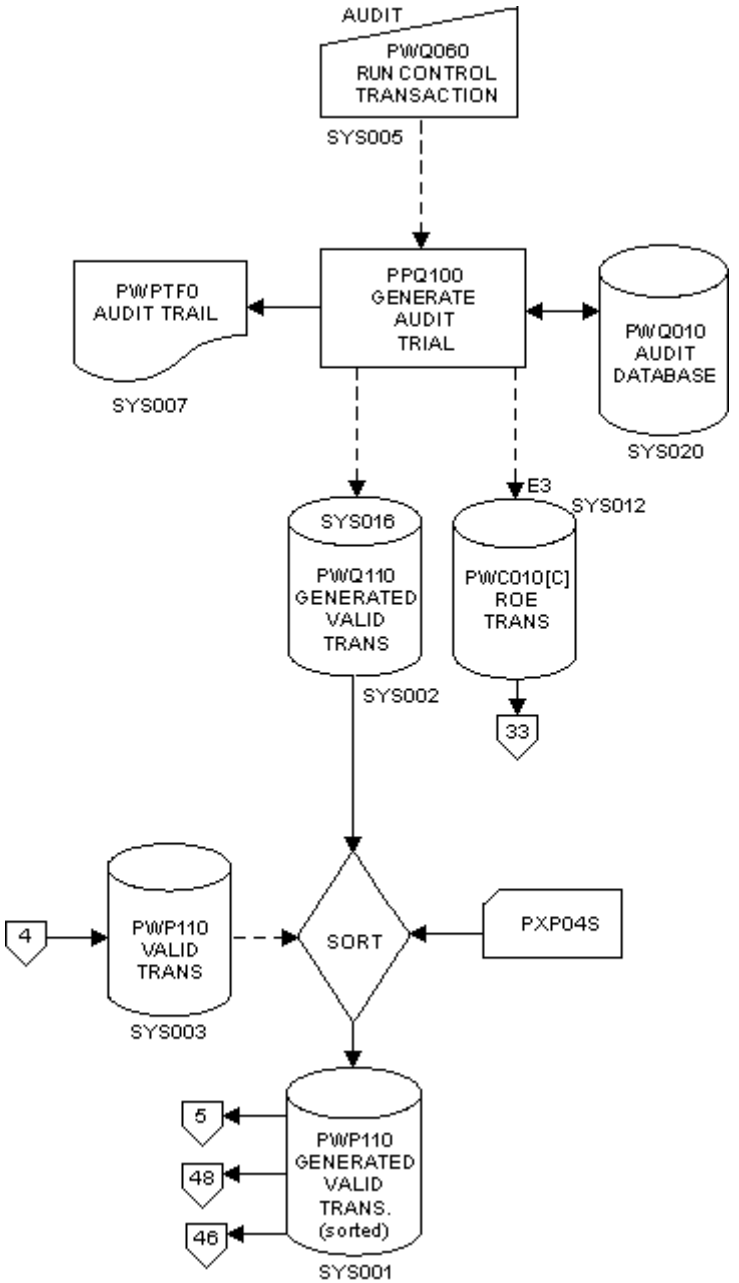 AUDIT
PWQ060
RUN CONTROL
TRANSACTION
SYS005
PPQ100
GENERATE
AUDIT
TRIAL
PWPTF0
AUDIT TRAIL
SYS007
PWQ010
AUDIT
DATABASE
SYS020
E3
SYS012
SYS016
PWQ110
GENERATED
VALID
TRANS
SYS002
PWC010[C]
ROE
TRANS
33
4
PWP110
VALID
TRANS
SYS003
SORT
PXP04S
5
48
46
PWP110
GENERATED
VALID
TRANS.
(sorted)
SYS001